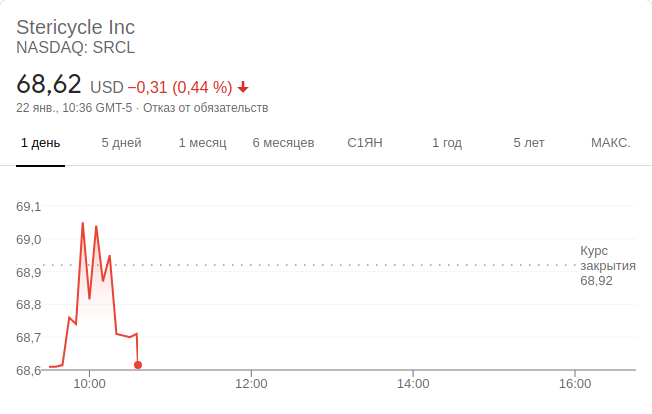 Stericycle Inc
NASDAQ: SRCL
68,62 USD −0,31 (0,44 %)
22 янв., 10:36 GMT-5 · Отказ от обязательств
1 день 5 дней 1 месяц 6 месяцев С1ЯН 1 год 5 лет МАКС.
69,1
69,0
68,9
68,8
68,7
68,6
Курс
закрытия
68,92
10:00 12:00 14:00 16:00